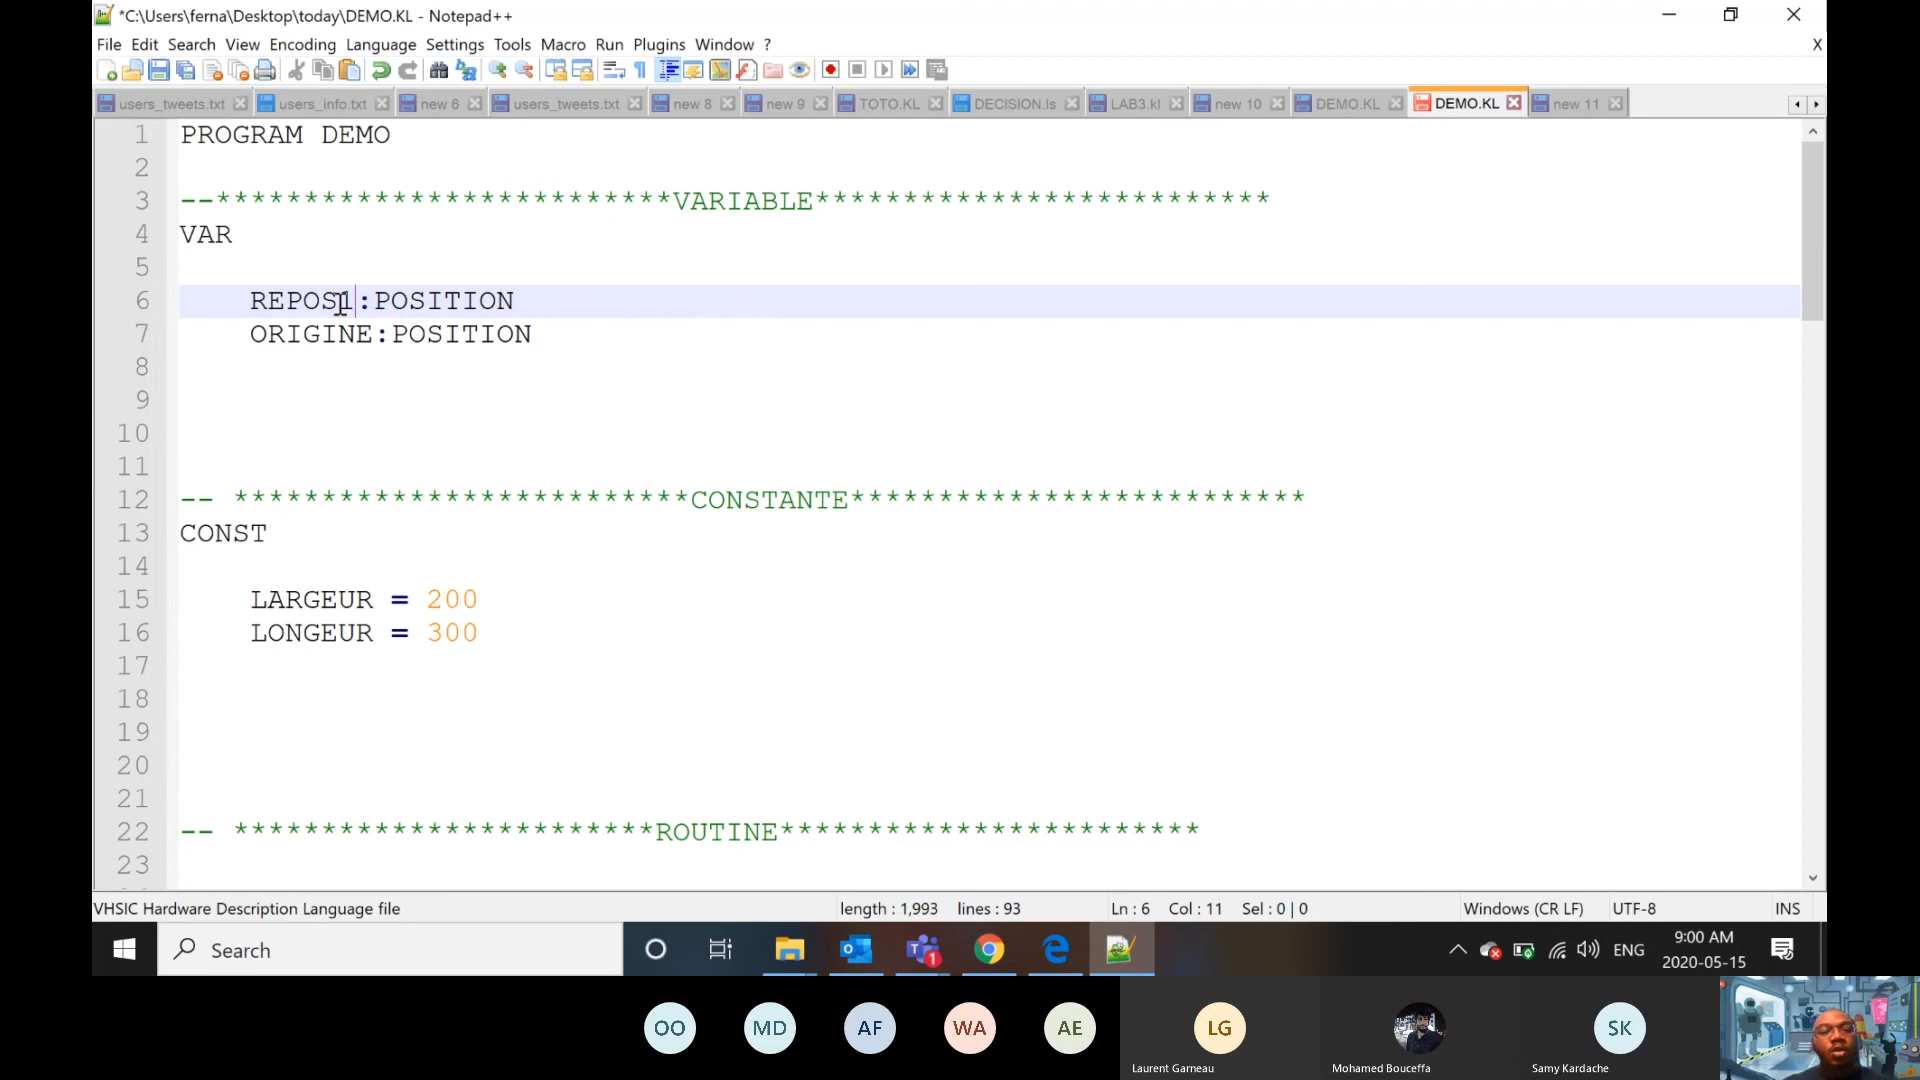 *C:\Users\ferna\Desktop\today\DEMO.KL - Notepad++
File Edit Search View Encoding Language Settings Tools Macro Run Plugins Window ? X
users_tweets.txt users_info.txt new 6 users_tweets.txt new 8 new 9 TOTO.KL DECISION.ls LAB3.kl new 10 DEMO.KL DEMO.KL new 11
1 PROGRAM DEMO
2
3 --**************************VARIABLE**************************
4 VAR
5
6 REPOS1:POSITION
7 ORIGINE:POSITION
8
9
10
11
12 -- **************************CONSTANTE**************************
13 CONST
14
15 LARGEUR = 200
16 LONGEUR = 300
17
18
19
20
21
22 -- ************************ROUTINE************************
23
VHSIC Hardware Description Language file length : 1,993 lines : 93 Ln : 6 Col : 11 Sel : 0 | 0 Windows (CR LF) UTF-8 INS
Search 1 ENG 9:00 AM
2020-05-15
OO MD AF WA AE LG SK
Laurent Garneau Mohamed Bouceffa Samy Kardache